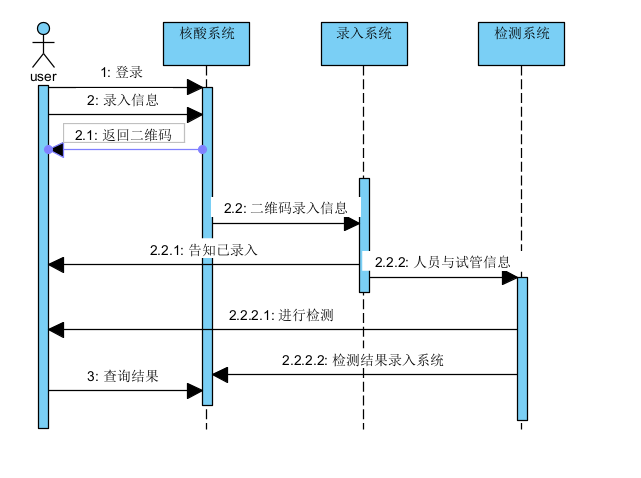 核酸系统
录入系统
检测系统
user
1: 登录
2: 录入信息
2.1: 返回二维码
2.2: 二维码录入信息
2.2.1: 告知已录入
2.2.2: 人员与试管信息
2.2.2.1: 进行检测
2.2.2.2: 检测结果录入系统
3: 查询结果